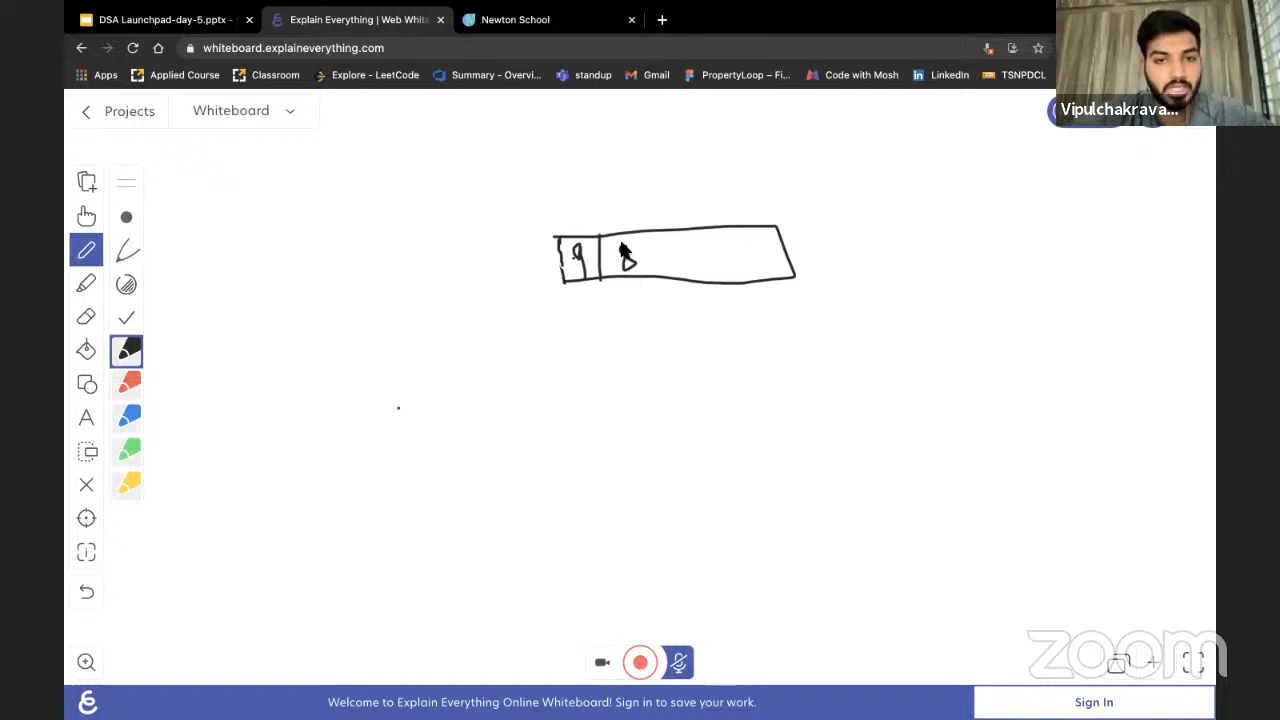 DSA Launchpad-day-5.pptx -
Explain Everything | Web White
Newton School
whiteboard.explaineverything.com
Apps
Applied Course
Classroom
Explore - LeetCode
Summary - Overvi...
standup
Gmail
PropertyLoop – Fi...
Code with Mosh
LinkedIn
TSNPDCL
Vipulchakrava...
Projects
Whiteboard
9
A
zoom
Welcome to Explain Everything Online Whiteboard! Sign in to save your work.
Sign In